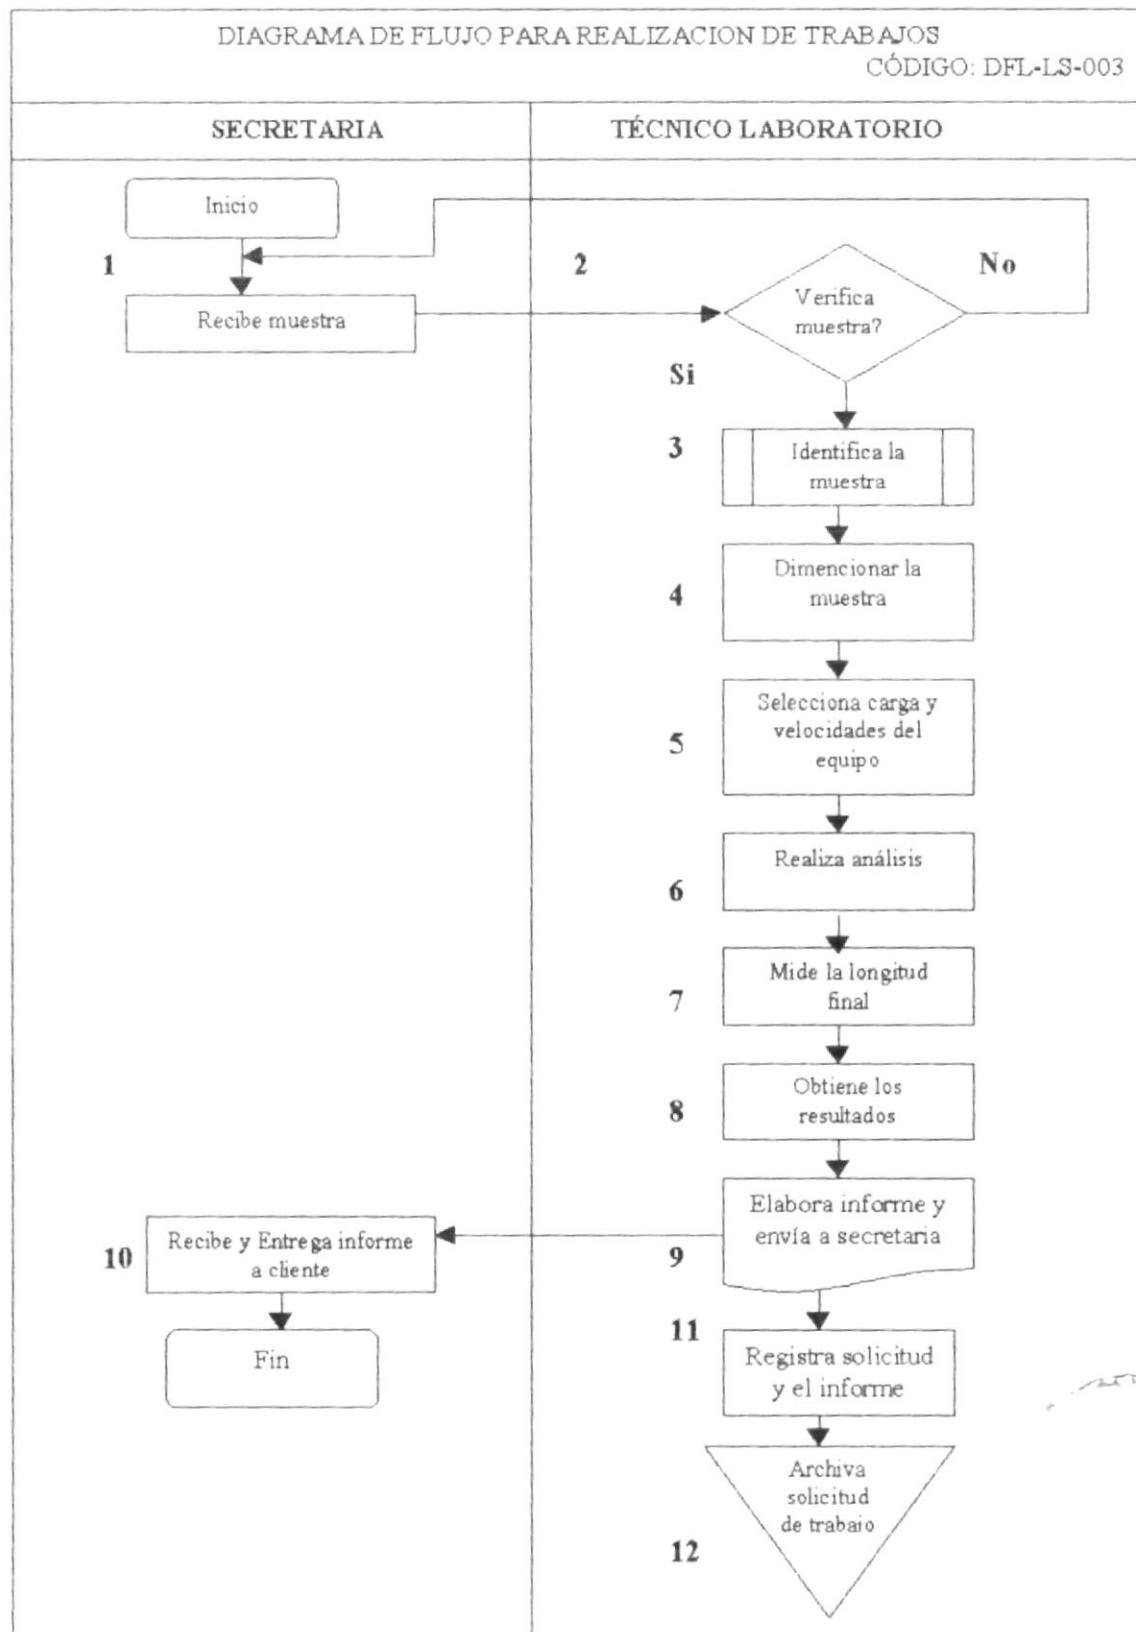 DIAGRAMA DE FLUJO PARA REALIZACION DE TRABAJOS
CÓDIGO: DFL-LS-003
SECRETARIA
TÉCNICO LABORATORIO
Inicio
1
2
No
Verifica
muestra?
Recibe muestra
Si
3
Identifica la
muestra
4
Dimencionar la
muestra
5
Selecciona carga y
velocidades del
equipo
6
Realiza análisis
7
Mide la longitud
final
8
Obtiene los
resultados
9
Elabora informe y
envía a secretaria
10
Recibe y Entrega informe
a cliente
Fin
11
Registra solicitud
y el informe
12
Archiva
solicitud
de trabajo